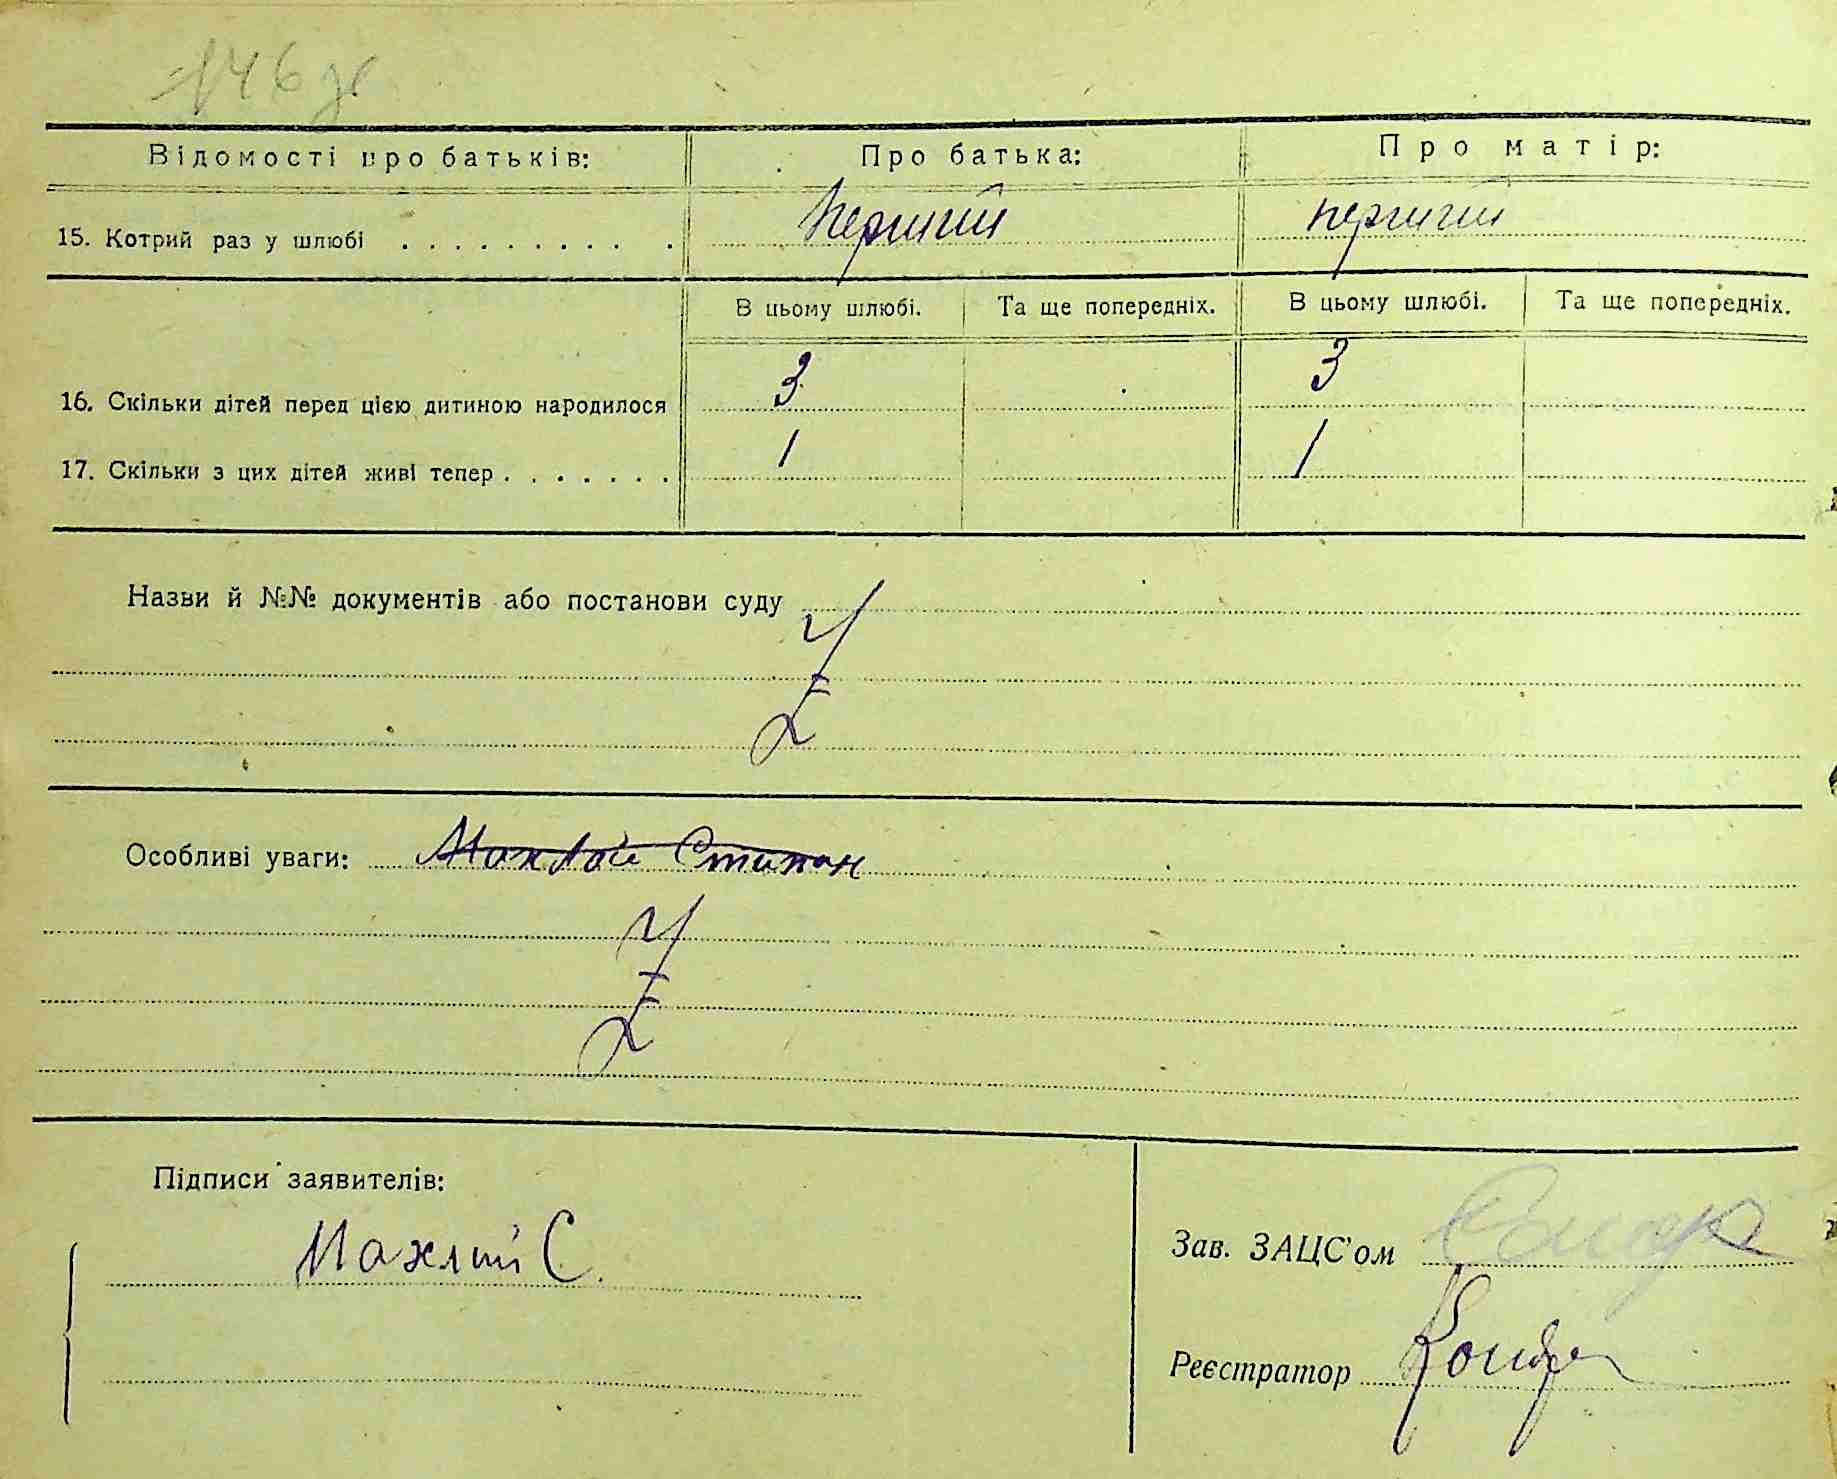 146
Відомості про батьків: Про батька: Про матір:
15. Котрий раз у шлюбі . . . . . . . . . . . перший перший
В цьому шлюбі. Та ще попередніх. В цьому шлюбі. Та ще попередніх.
16. Скільки дітей перед цією дитиною народилося 3 3
17. Скільки з цих дітей живі тепер . . . . . . . 1 1
Назви й №№ документів або постанови суду
Особливі уваги:
Підписи заявителів:
Зав. ЗАЦС'ом
Реєстратор